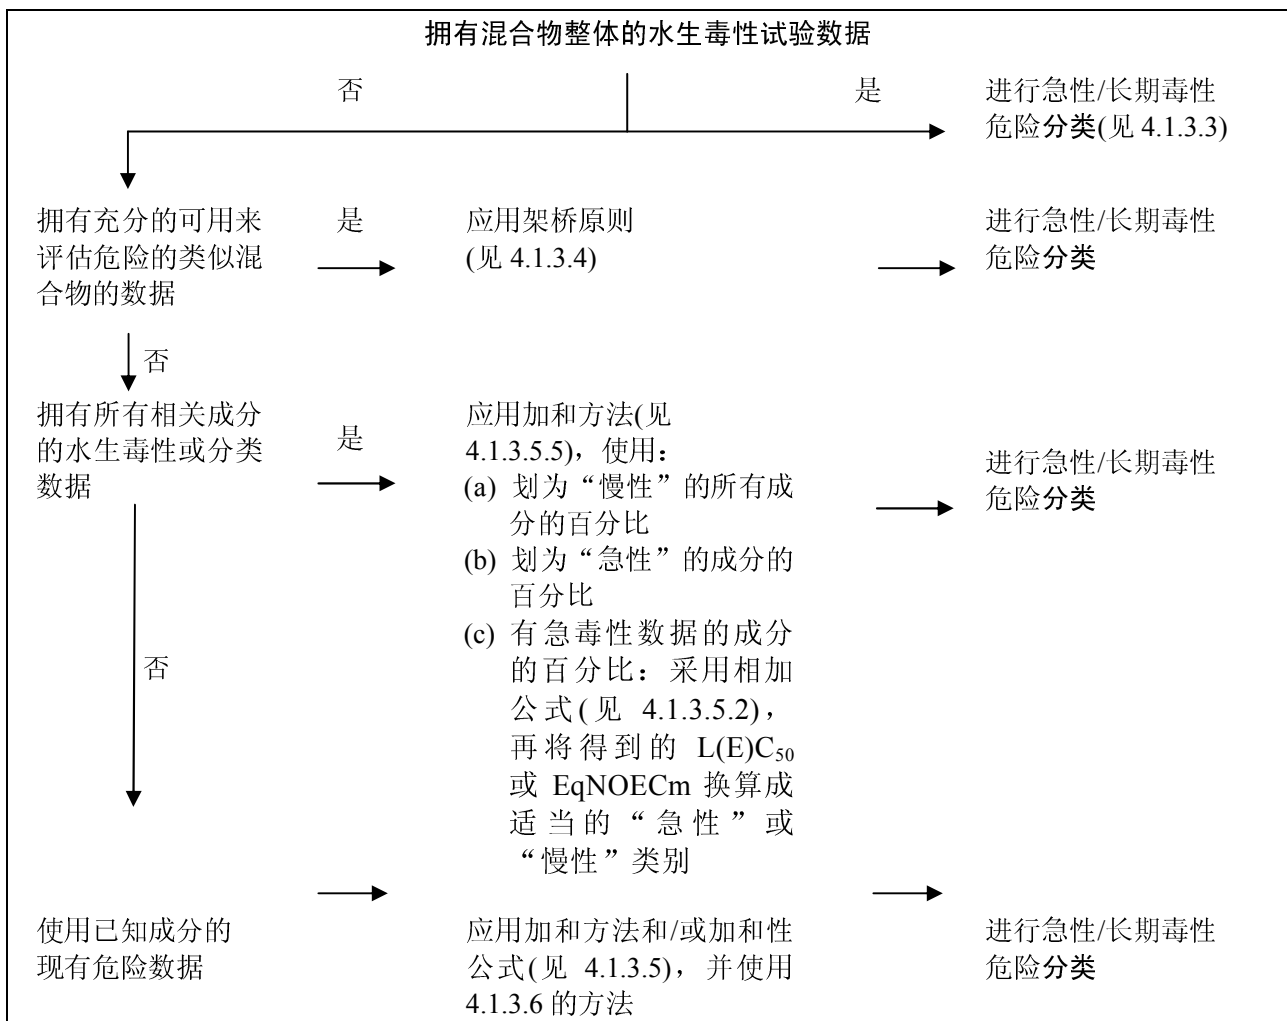 拥有混合物整体的水生毒性试验数据
否
是
进行急性/长期毒性
危险分类(见 4.1.3.3)
拥有充分的可用来
评估危险的类似混
合物的数据
是
应用架桥原则
(见 4.1.3.4)
进行急性/长期毒性
危险分类
否
拥有所有相关成分
的水生毒性或分类
数据
是
应用加和方法(见
4.1.3.5.5)，使用：
(a) 划为“慢性”的所有成
分的百分比
(b) 划为“急性”的成分的
百分比
(c) 有急毒性数据的成分
的百分比：采用相加
公式(见 4.1.3.5.2)，
再将得到的 L(E)C₅₀
或 EqNOECm 换算成
适当的“急性”或
“慢性”类别
进行急性/长期毒性
危险分类
否
使用已知成分的
现有危险数据
应用加和方法和/或加和性
公式(见 4.1.3.5)，并使用
4.1.3.6 的方法
进行急性/长期毒性
危险分类